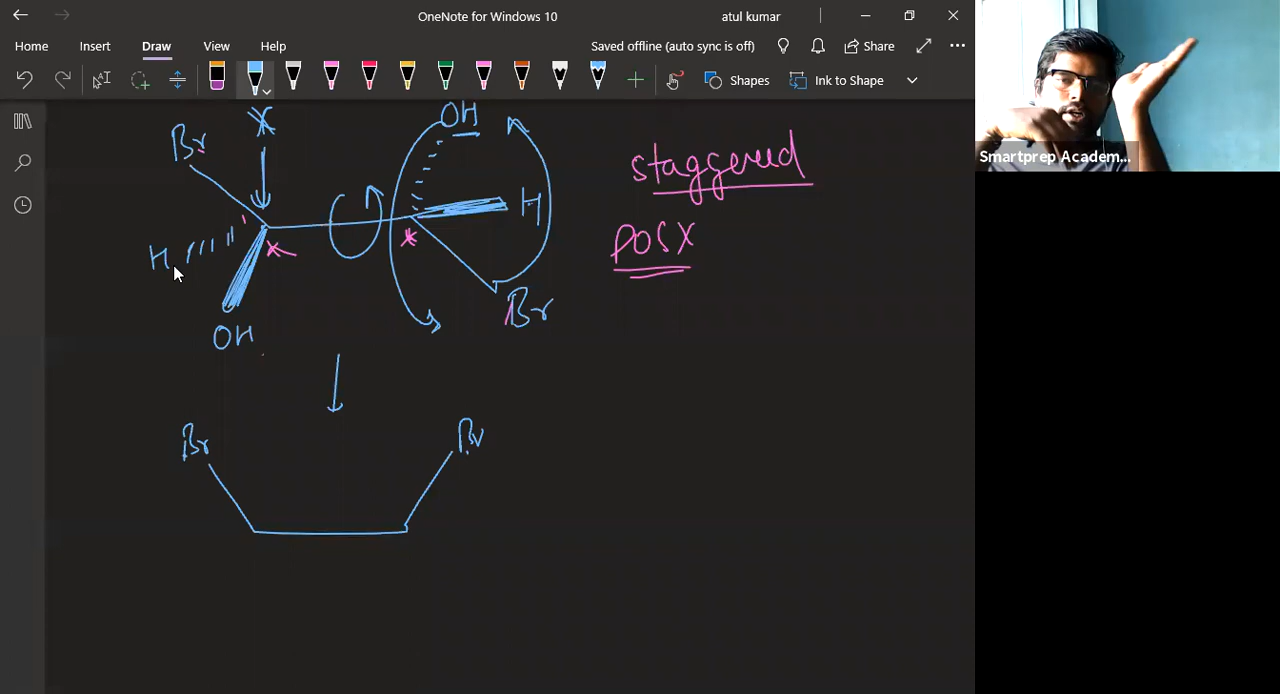 OneNote for Windows 10
atul kumar
Home Insert Draw View Help
Saved offline (auto sync is off)
Share
Shapes
Ink to Shape
Smartprep Academ...
X
OH
Br
staggered
H
POSX
H
Br
OH
Br
Br